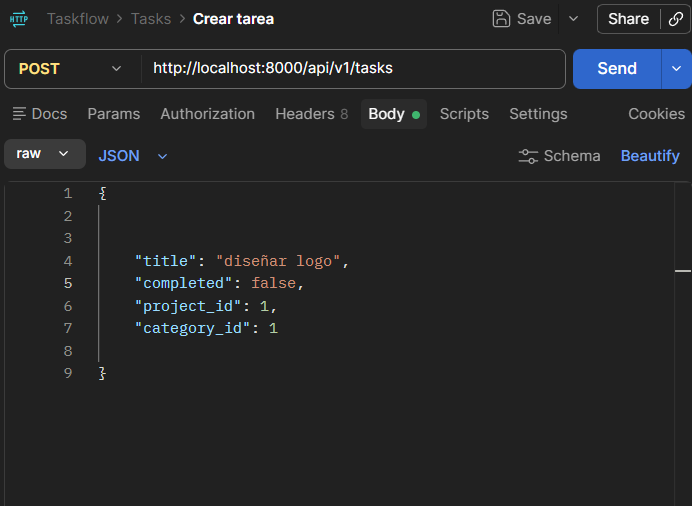 HTTP Taskflow > Tasks > Crear tarea Save Share
POST http://localhost:8000/api/v1/tasks Send
Docs Params Authorization Headers 8 Body Scripts Settings Cookies
raw JSON Schema Beautify
1 {
2
3
4 "title": "diseñar logo",
5 "completed": false,
6 "project_id": 1,
7 "category_id": 1
8
9 }